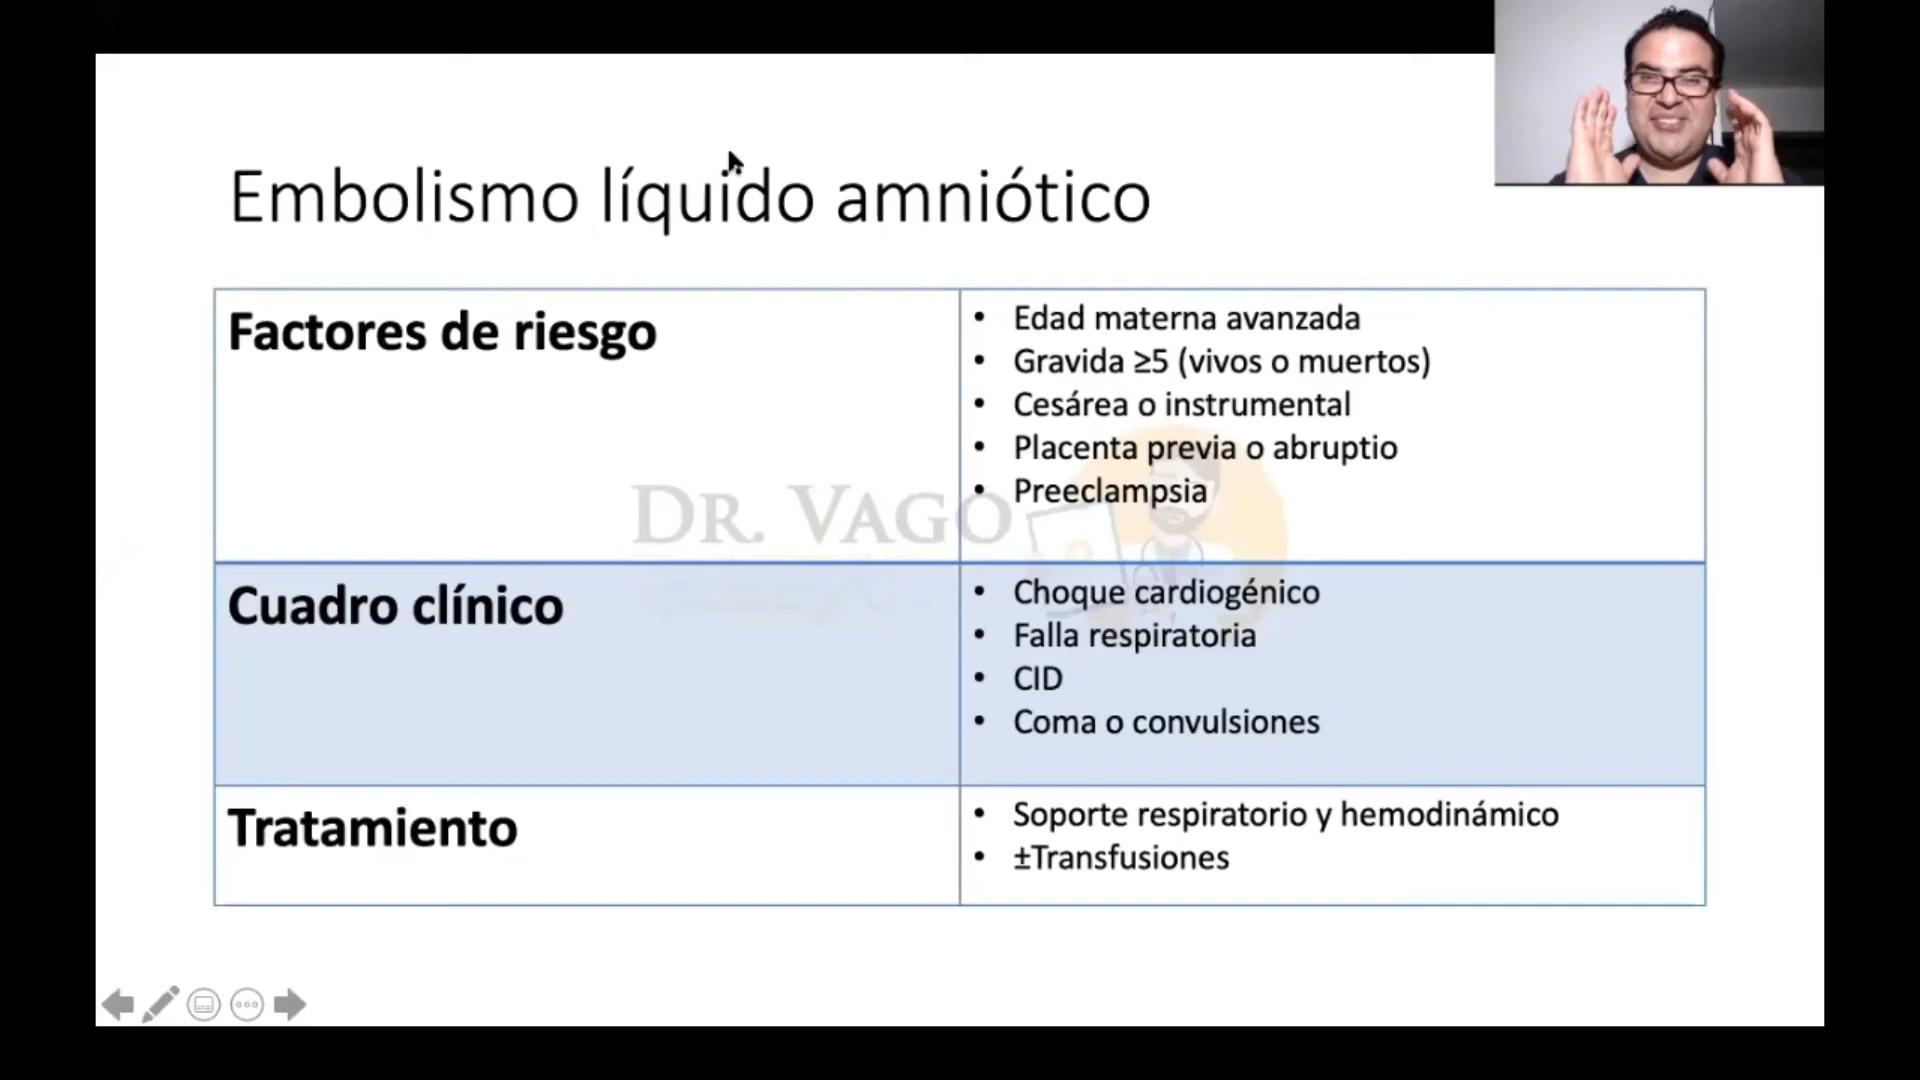 Embolismo líquido amniótico
Factores de riesgo
• Edad materna avanzada
• Gravida ≥5 (vivos o muertos)
• Cesárea o instrumental
• Placenta previa o abruptio
• Preeclampsia
DR. VAGO
Cuadro clínico
• Choque cardiogénico
• Falla respiratoria
• CID
• Coma o convulsiones
Tratamiento
• Soporte respiratorio y hemodinámico
• ±Transfusiones